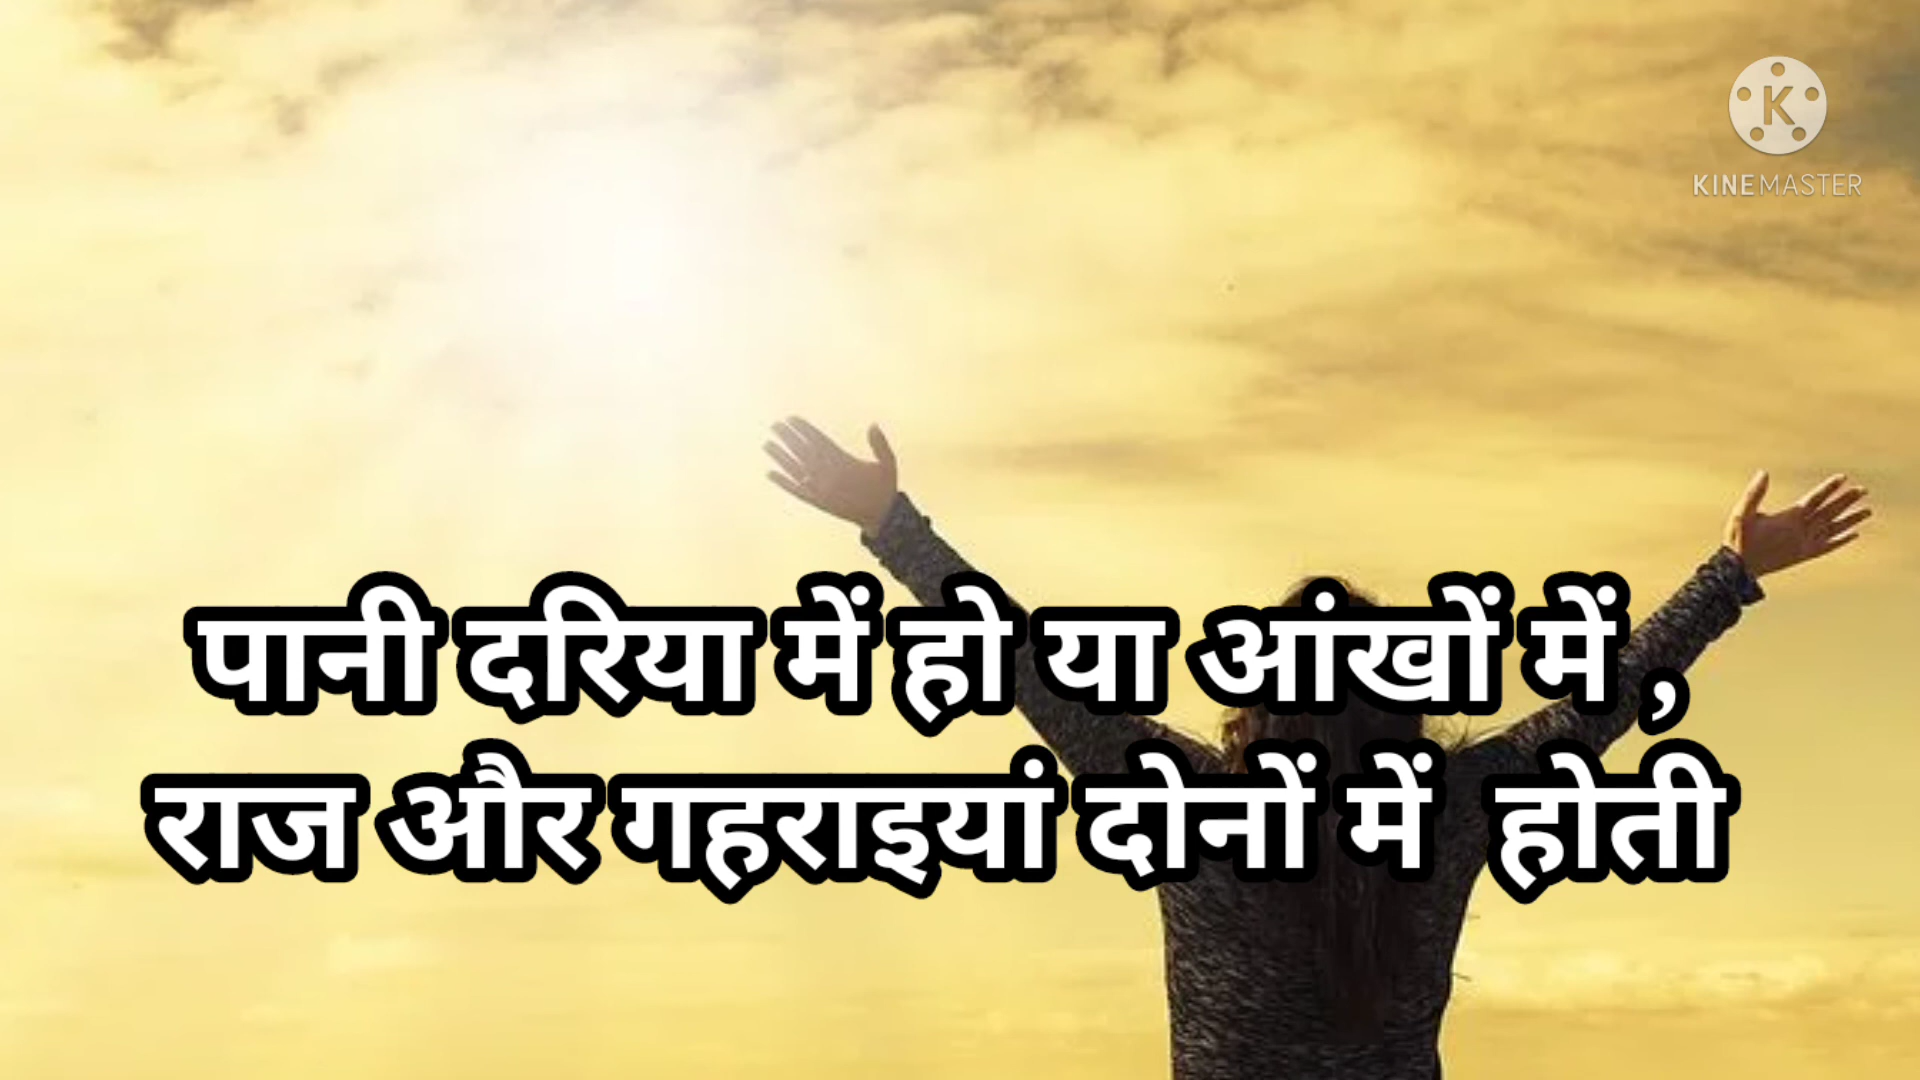 KINEMASTER
पानी दरिया में हो या आंखों में ,
राज और गहराइयां दोनों में होती